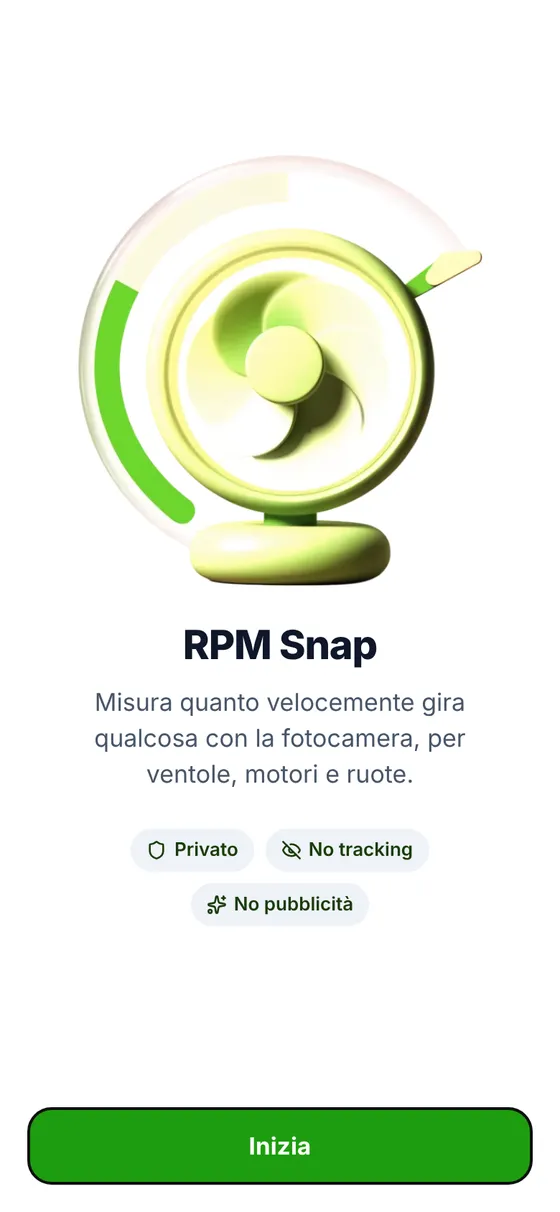 RPM Snap
Misura quanto velocemente gira
qualcosa con la fotocamera, per
ventole, motori e ruote.
Privato
No tracking
No pubblicità
Inizia